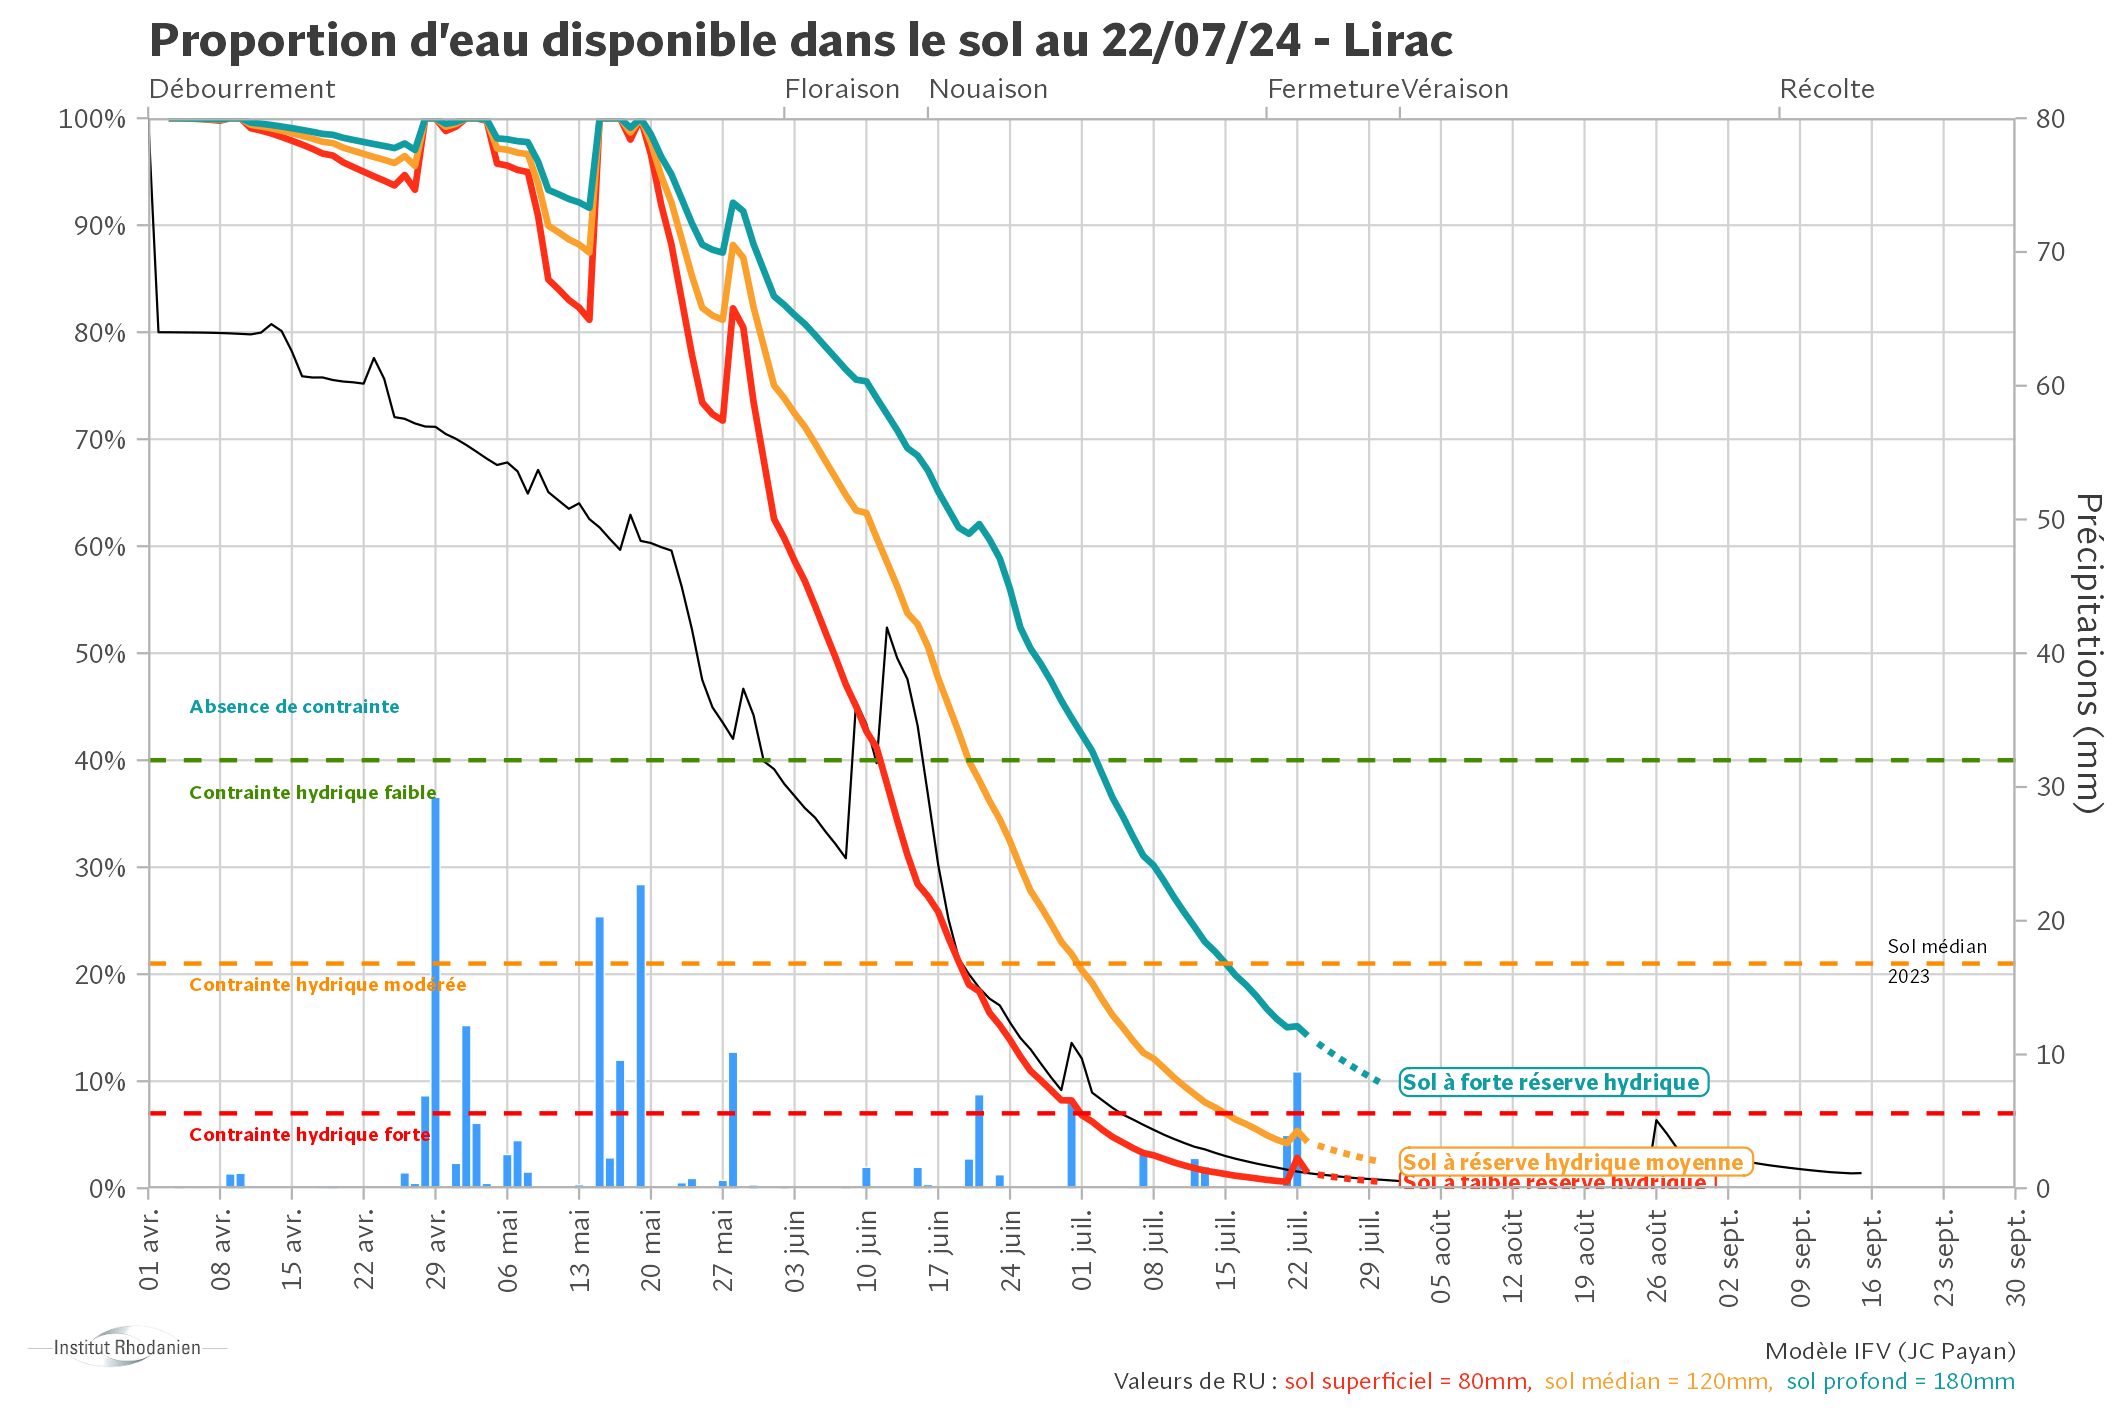 Proportion d'eau disponible dans le sol au 22/07/24 - Lirac
Débourrement Floraison Nouaison Fermeture Véraison Récolte
100% 80
90% 70
80% 60
70% 50
60% 40
50% 30
40% 20
30% 10
20% 0
10%
0%
Précipitations (mm)
Absence de contrainte
Contrainte hydrique faible
Contrainte hydrique modérée
Contrainte hydrique forte
Sol médian
2023
Sol à forte réserve hydrique
Sol à réserve hydrique moyenne
Sol à faible réserve hydrique
01 avr. 08 avr. 15 avr. 22 avr. 29 avr. 06 mai 13 mai 20 mai 27 mai 03 juin 10 juin 17 juin 24 juin 01 juil. 08 juil. 15 juil. 22 juil. 29 juil. 05 août 12 août 19 août 26 août 02 sept. 09 sept. 16 sept. 23 sept. 30 sept.
Institut Rhodanien
Modèle IFV (JC Payan)
Valeurs de RU : sol superficiel = 80mm, sol médian = 120mm, sol profond = 180mm